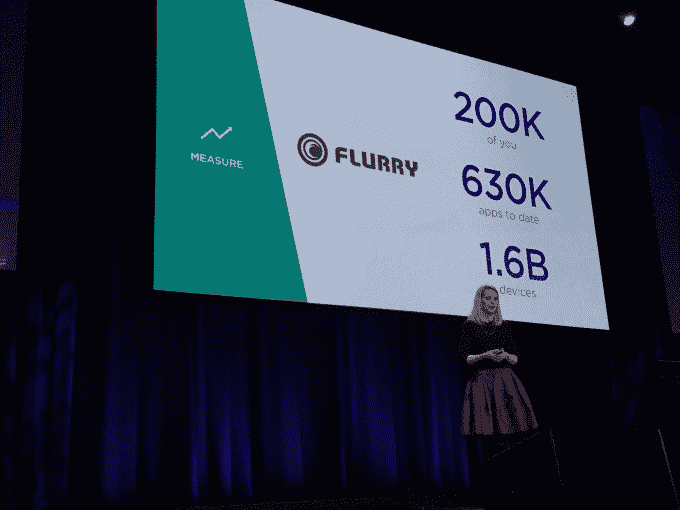 MEASURE
FLURRY
200K
of you
630K
apps to date
1.6B
devices